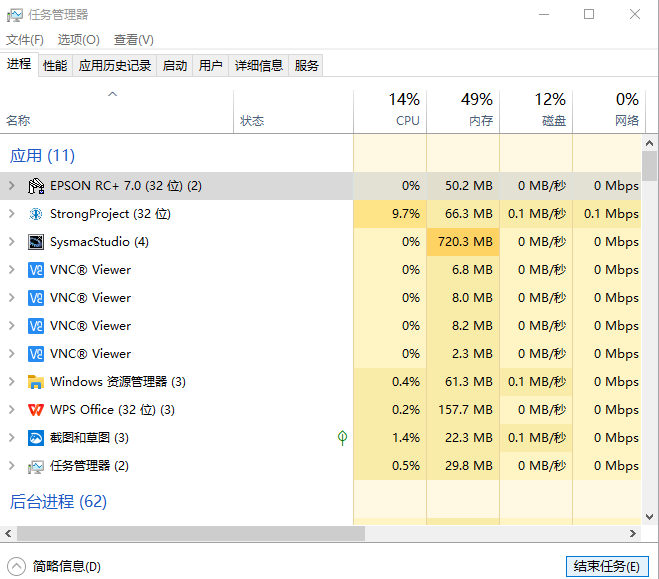 任务管理器
文件(F) 选项(O) 查看(V)
进程 性能 应用历史记录 启动 用户 详细信息 服务
14% 49% 12% 0%
名称 状态 CPU 内存 磁盘 网络
应用 (11)
EPSON RC+ 7.0 (32 位) (2) 0% 50.2 MB 0 MB/秒 0 Mbps
StrongProject (32 位) 9.7% 66.3 MB 0.1 MB/秒 0.1 Mbps
SysmacStudio (4) 0% 720.3 MB 0 MB/秒 0 Mbps
VNC® Viewer 0% 6.8 MB 0 MB/秒 0 Mbps
VNC® Viewer 0% 8.0 MB 0 MB/秒 0 Mbps
VNC® Viewer 0% 8.2 MB 0 MB/秒 0 Mbps
VNC® Viewer 0% 2.3 MB 0 MB/秒 0 Mbps
Windows 资源管理器 (3) 0.4% 61.3 MB 0.1 MB/秒 0 Mbps
WPS Office (32 位) (3) 0.2% 157.7 MB 0 MB/秒 0 Mbps
截图和草图 (3) 1.4% 22.3 MB 0.1 MB/秒 0 Mbps
任务管理器 (2) 0.5% 29.8 MB 0 MB/秒 0 Mbps
后台进程 (62)
简略信息(D) 结束任务(E)